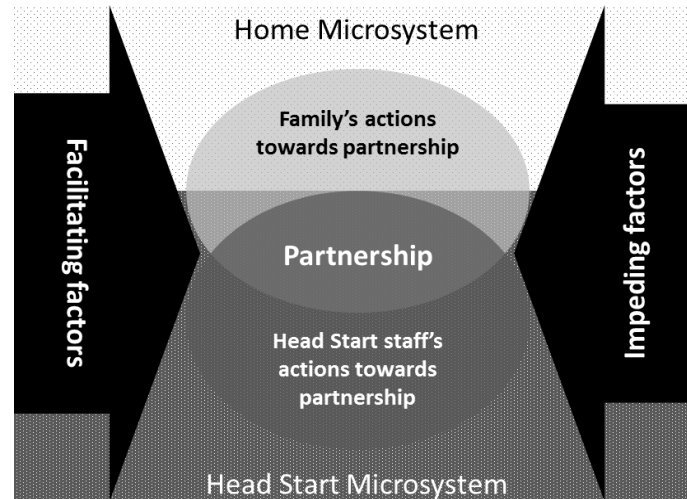 Home Microsystem
Family's actions
towards partnership
Facilitating factors
Partnership
Impeding factors
Head Start staff's
actions towards
partnership
Head Start Microsystem